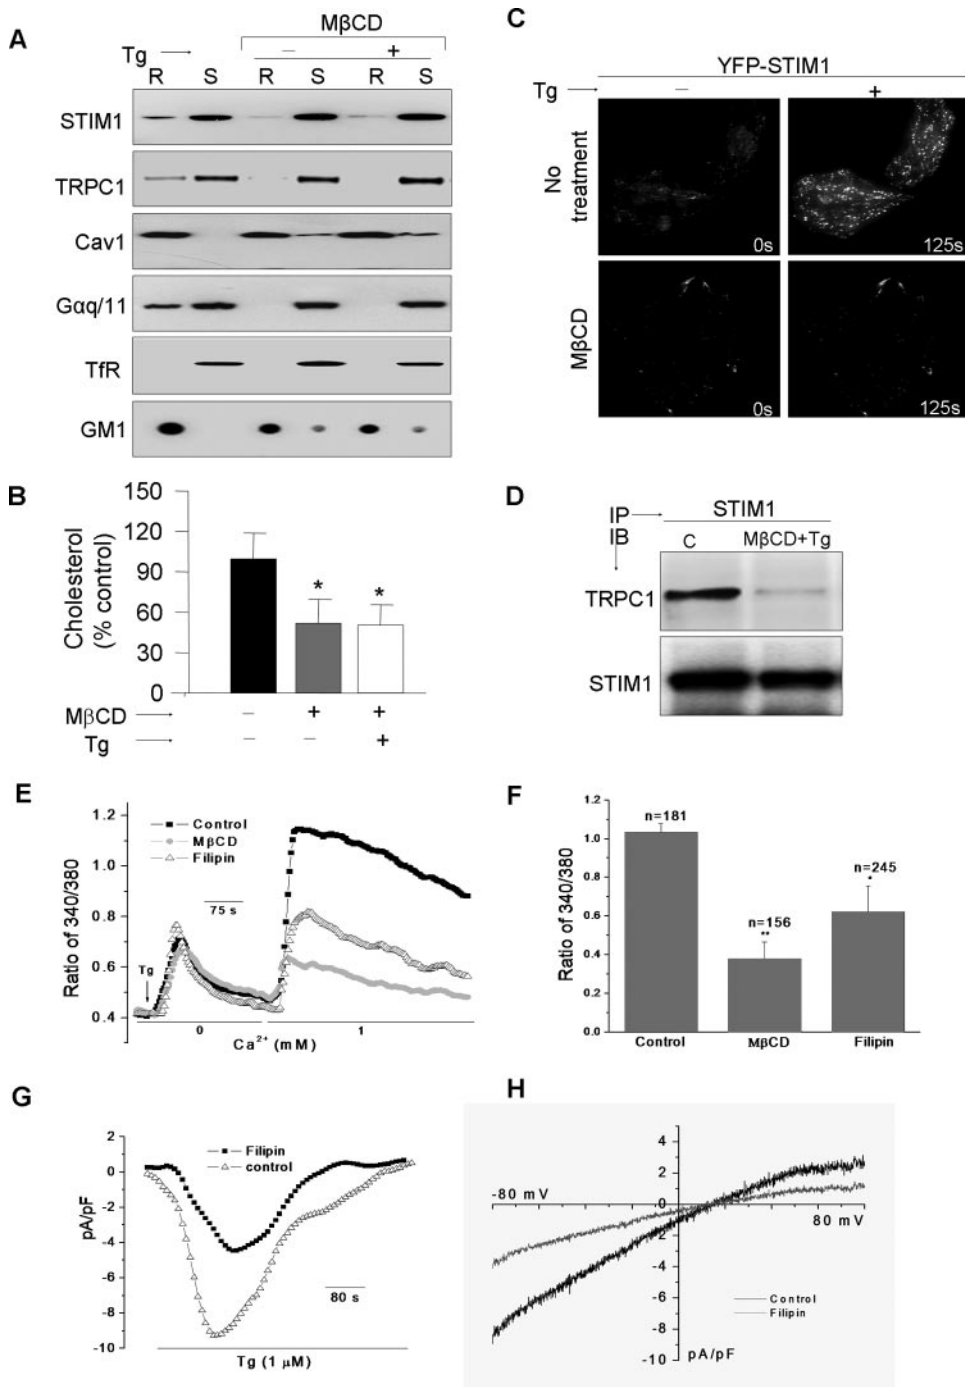 A
MβCD
Tg
– +
R S R S R S
STIM1
TRPC1
Cav1
Gαq/11
TfR
GM1
B
150
120
90
60
30
0
Cholesterol
(% control)
* *
MβCD – + +
Tg – – +
C
YFP-STIM1
Tg – +
No
treatment
0s 125s
MβCD
0s 125s
D
IP STIM1
IB C MβCD+Tg
TRPC1
STIM1
E
1.2
1.0
0.8
0.6
0.4
Ratio of 340/380
Control
MβCD
Filipin
75 s
Tg
0 1
Ca²⁺ (mM)
F
1.2
1.0
0.8
0.6
0.4
0.2
0.0
Ratio of 340/380
n=181
n=156
**
n=245
*
Control MβCD Filipin
G
2
0
-2
-4
-6
-8
-10
pA/pF
Filipin
control
80 s
Tg (1 μM)
H
4
2
0
-2
-4
-6
-8
-10
-80 mV
80 mV
Control
Filipin
pA/pF